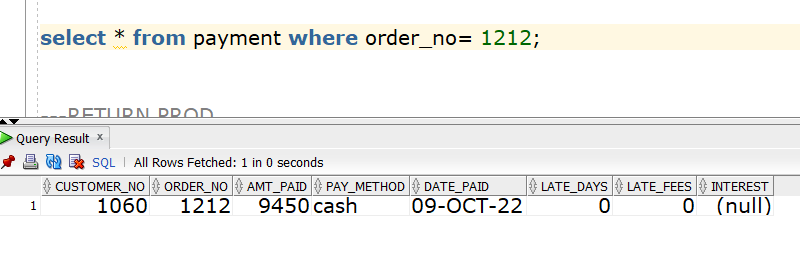 select * from payment where order_no= 1212;
---RETURN PROD
Query Result x
SQL | All Rows Fetched: 1 in 0 seconds
CUSTOMER_NO ORDER_NO AMT_PAID PAY_METHOD DATE_PAID LATE_DAYS LATE_FEES INTEREST
1 1060 1212 9450 cash 09-OCT-22 0 0 (null)